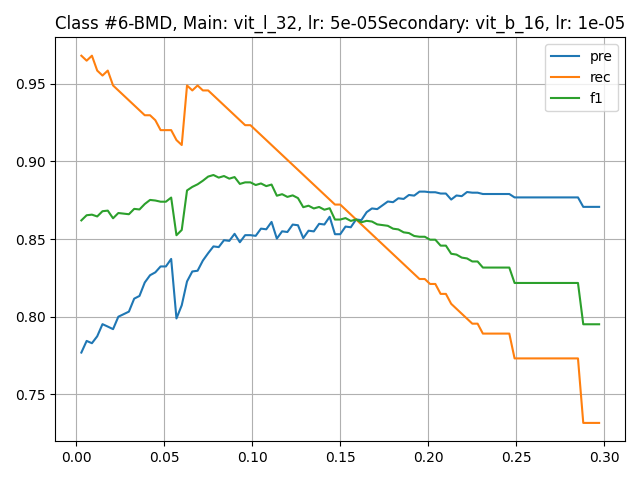 Class #6-BMD, Main: vit_l_32, lr: 5e-05Secondary: vit_b_16, lr: 1e-05
pre
rec
f1
0.95
0.90
0.85
0.80
0.75
0.00 0.05 0.10 0.15 0.20 0.25 0.30